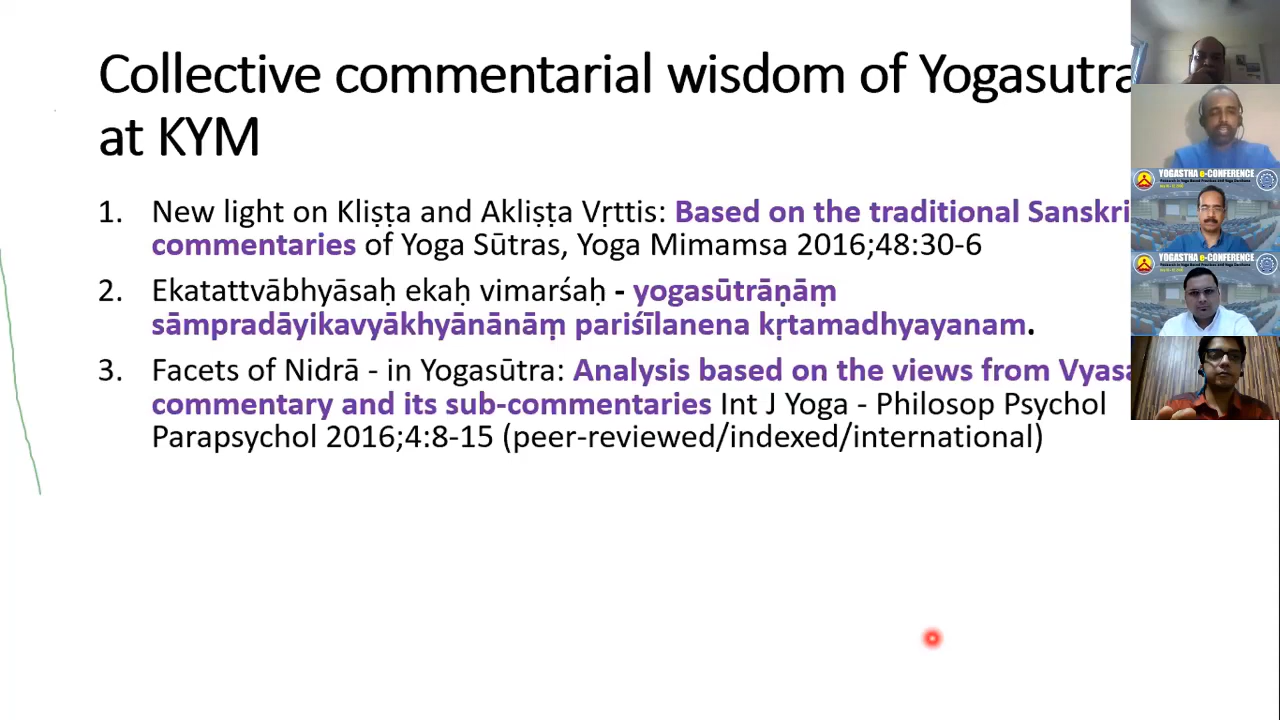 Collective commentarial wisdom of Yogasutra
at KYM
1. New light on Kliṣṭa and Akliṣṭa Vṛttis: Based on the traditional Sanskri
commentaries of Yoga Sūtras, Yoga Mimamsa 2016;48:30-6
2. Ekatattvābhyāsaḥ ekaḥ vimarśaḥ - yogasūtrāṇāṃ
sāmpradāyikavyākhyānānāṃ pariśīlanena kṛtamadhyayanam.
3. Facets of Nidrā - in Yogasūtra: Analysis based on the views from Vyasa
commentary and its sub-commentaries Int J Yoga - Philosop Psychol
Parapsychol 2016;4:8-15 (peer-reviewed/indexed/international)
YOGASTHA e-CONFERENCE
YOGASTHA e-CONFERENCE